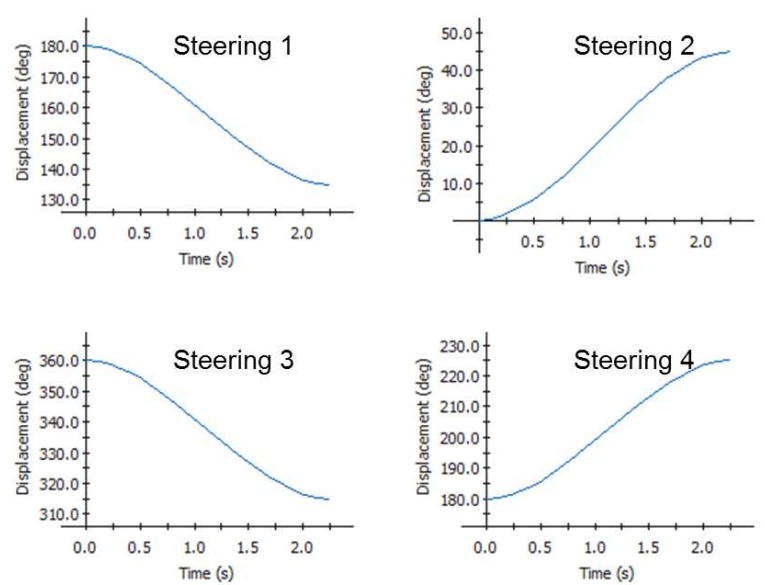 Steering 1
Displacement (deg)
180.0
170.0
160.0
150.0
140.0
130.0
0.0 0.5 1.0 1.5 2.0
Time (s)
Steering 2
Displacement (deg)
50.0
40.0
30.0
20.0
10.0
0.5 1.0 1.5 2.0
Time (s)
Steering 3
Displacement (deg)
360.0
350.0
340.0
330.0
320.0
310.0
0.0 0.5 1.0 1.5 2.0
Time (s)
Steering 4
Displacement (deg)
230.0
220.0
210.0
200.0
190.0
180.0
0.0 0.5 1.0 1.5 2.0
Time (s)